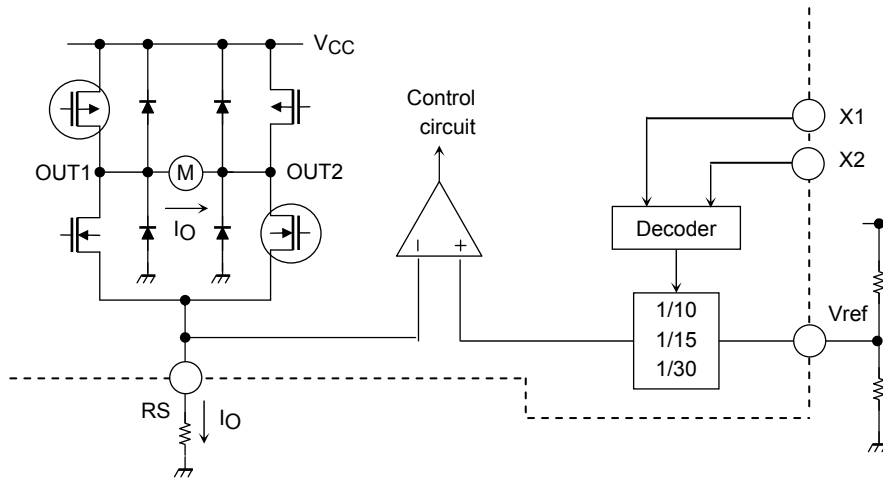 VCC
Control
circuit
X1
X2
OUT1
M
OUT2
IO
Decoder
1/10
1/15
1/30
Vref
RS
IO